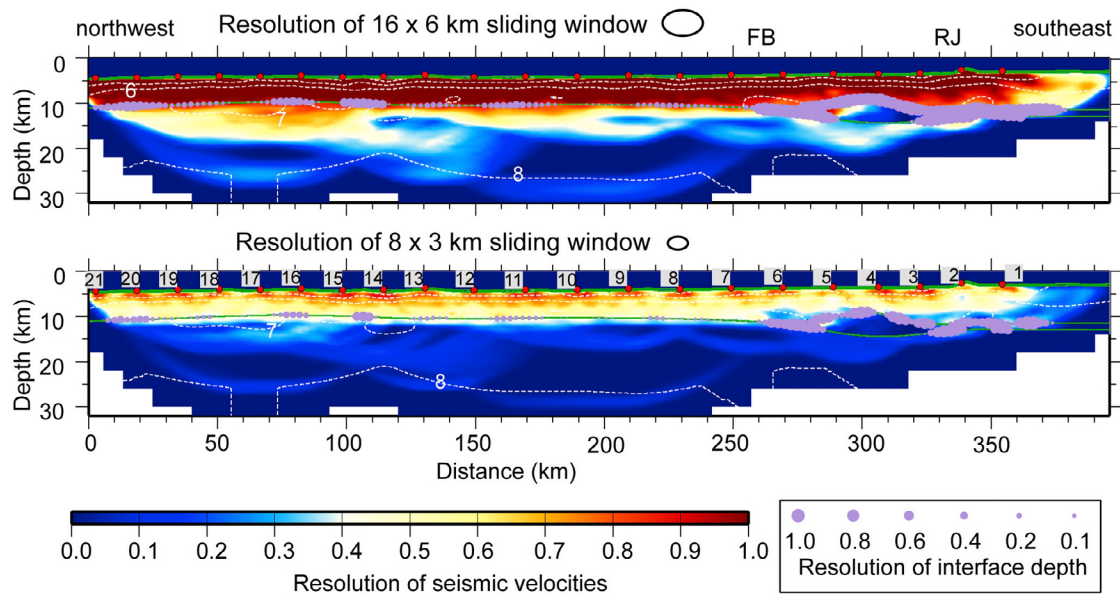 northwest Resolution of 16 x 6 km sliding window FB RJ southeast
0
10
20
30
Depth (km)
6
7
8
Resolution of 8 x 3 km sliding window
21 20 19 18 17 16 15 14 13 12 11 10 9 8 7 6 5 4 3 2 1
0
10
20
30
Depth (km)
7
8
0 50 100 150 200 250 300 350
Distance (km)
0.0 0.1 0.2 0.3 0.4 0.5 0.6 0.7 0.8 0.9 1.0
Resolution of seismic velocities
1.0 0.8 0.6 0.4 0.2 0.1
Resolution of interface depth